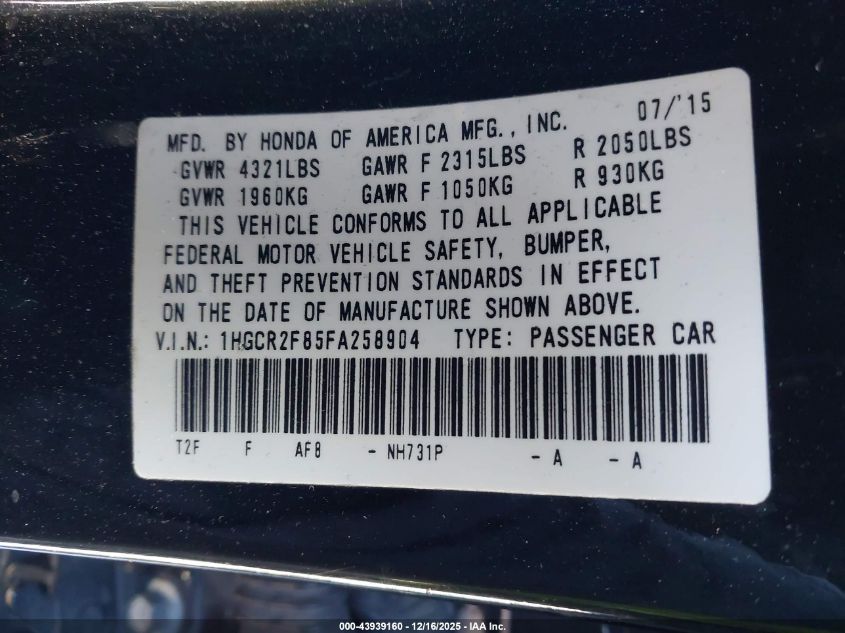 07/'15
MFD. BY HONDA OF AMERICA MFG., INC.
GVWR 4321LBS GAWR F 2315LBS R 2050LBS
GVWR 1960KG GAWR F 1050KG R 930KG
THIS VEHICLE CONFORMS TO ALL APPLICABLE
FEDERAL MOTOR VEHICLE SAFETY, BUMPER,
AND THEFT PREVENTION STANDARDS IN EFFECT
ON THE DATE OF MANUFACTURE SHOWN ABOVE.
V.I.N.: 1HGCR2F85FA258904 TYPE: PASSENGER CAR
T2F F AF8 - NH731P - A - A
000-43939160 - 12/16/2025 - IAA Inc.